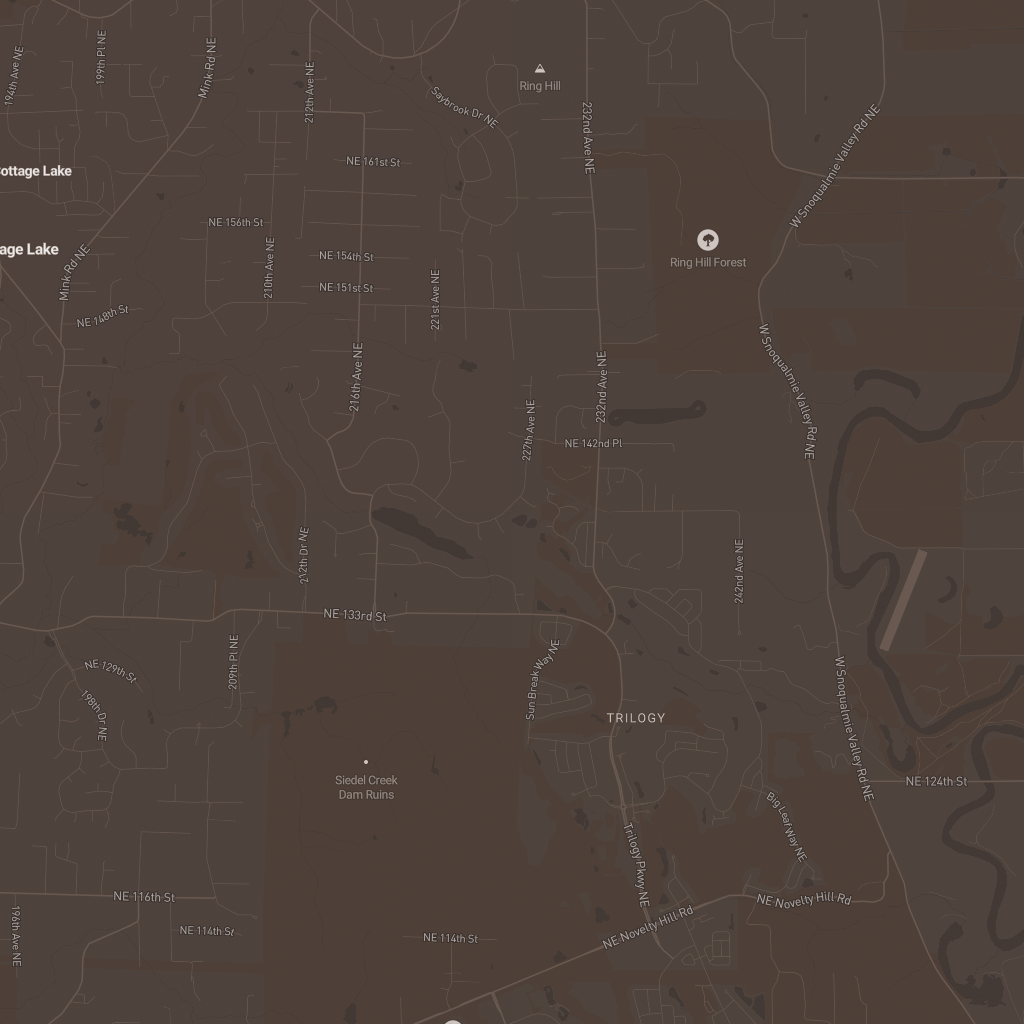 194th Ave NE
199th Pl NE
Mink Rd NE
212th Ave NE
Saybrook Dr NE
Ring Hill
232nd Ave NE
W Snoqualmie Valley Rd NE
NE 161st St
ottage Lake
NE 156th St
210th Ave NE
age Lake
Mink Rd NE
NE 154th St
Ring Hill Forest
NE 151st St
221st Ave NE
NE 148th St
W Snoqualmie Valley Rd NE
216th Ave NE
232nd Ave NE
227th Ave NE
NE 142nd Pl
212th Dr NE
242nd Ave NE
NE 133rd St
209th Pl NE
NE 129th St
198th Dr NE
Sun Break Way NE
W Snoqualmie Valley Rd NE
TRILOGY
Siedel Creek
Dam Ruins
NE 124th St
Big Leaf Way NE
Trilogy Pkwy NE
NE 116th St
NE Novelty Hill Rd
NE Novelty Hill Rd
196th Ave NE
NE 114th St
NE 114th St